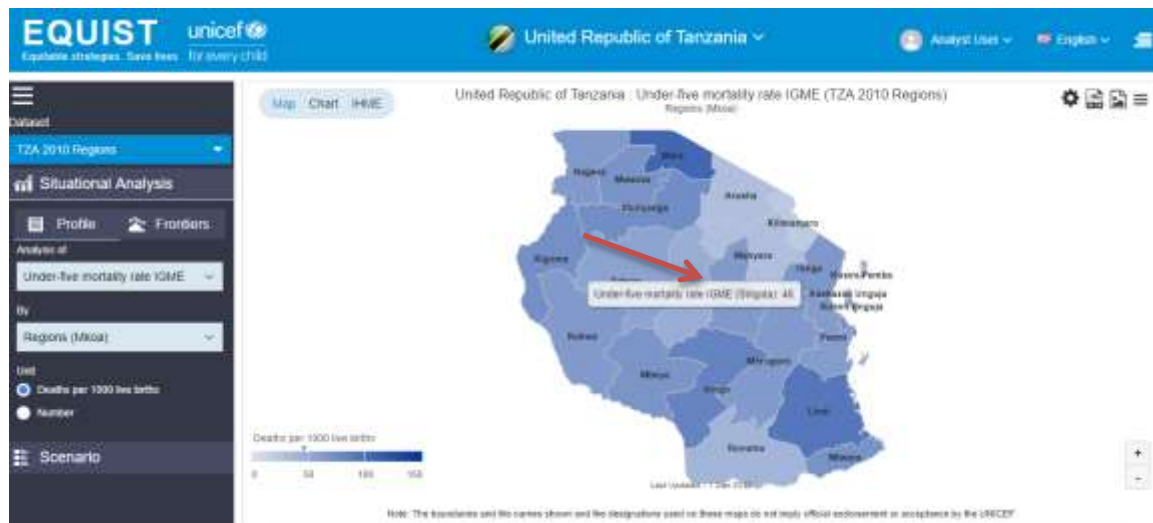 EQUIST
unicef
Equitable strategies. Save lives
for every child
United Republic of Tanzania
Analyst User
English
Dataset
TZA 2010 Regions
Situational Analysis
Profile
Frontiers
Analysis of
Under-five mortality rate IGME
By
Regions (Mkoa)
Unit
Deaths per 1000 live births
Number
Scenario
Map Chart IHME
United Republic of Tanzania : Under-five mortality rate IGME (TZA 2010 Regions)
Regions (Mkoa)
Mara
Kagera
Mwanza
Arusha
Shinyanga
Kilimanjaro
Kigoma
Manyara
Tanga
Under-five mortality rate IGME (Singida): 46
Rukwa
Mbeya
Morogoro
Iringa
Lindi
Ruvuma
Mtwara
Deaths per 1000 live births
0 50 100 150
Note: The boundaries and the names shown and the designations used on these maps do not imply official endorsement or acceptance by the UNICEF
+
-